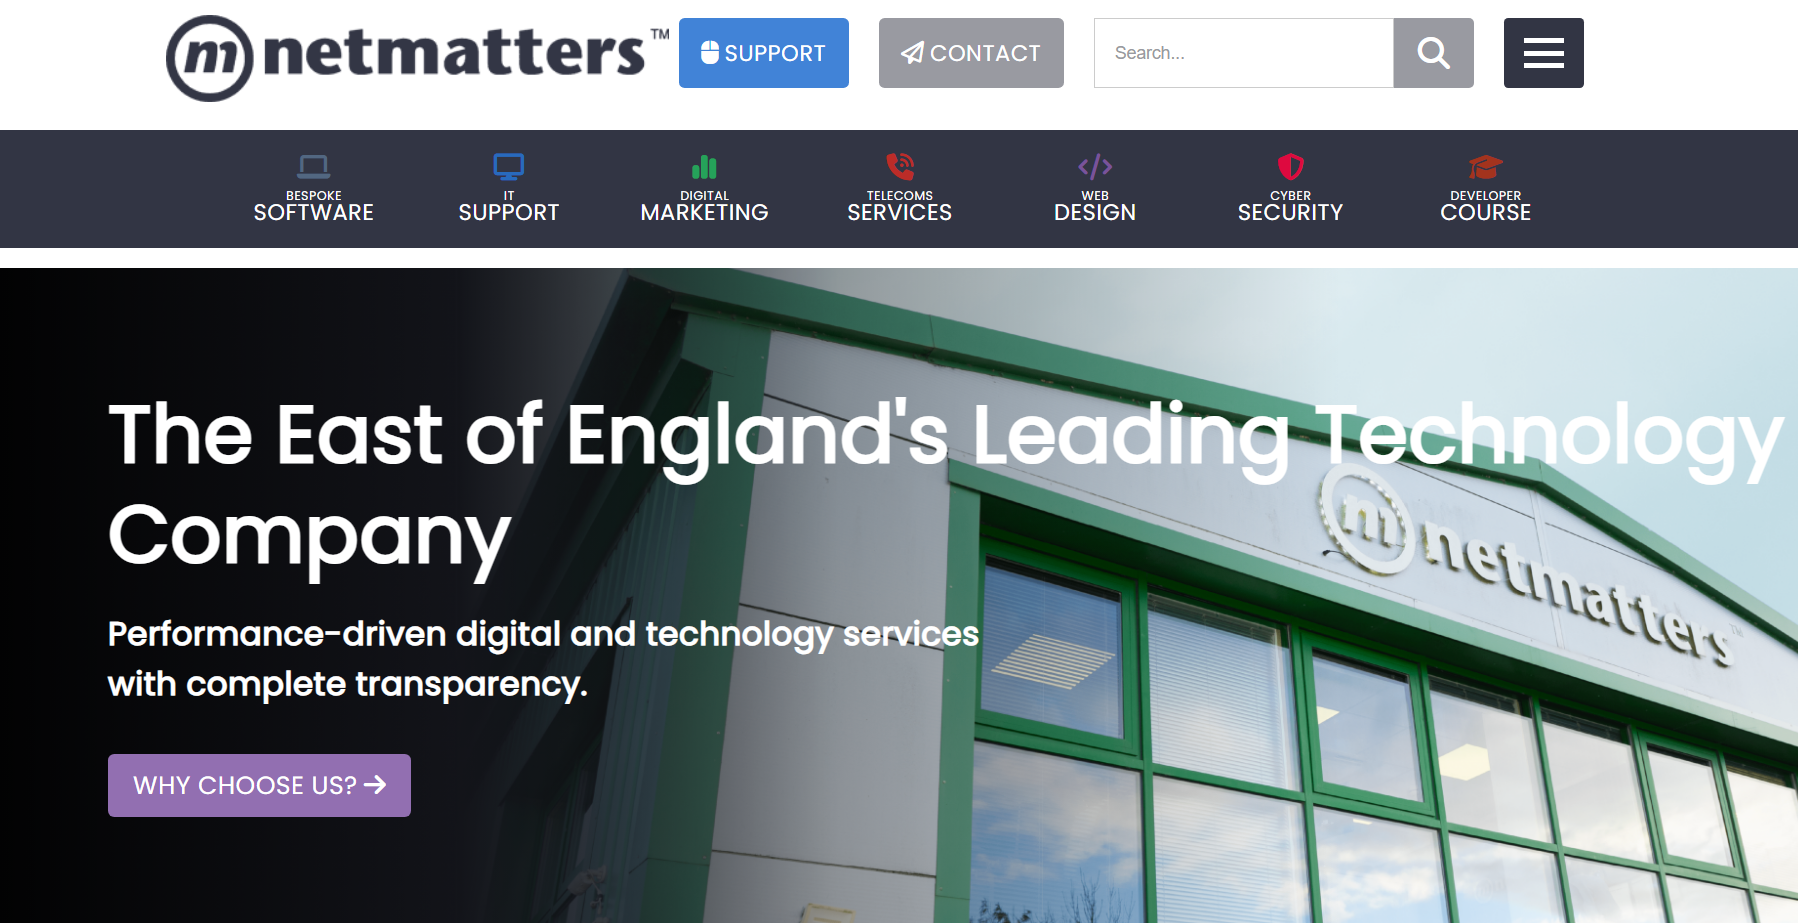 m netmatters™
SUPPORT
CONTACT
Search...
BESPOKE
SOFTWARE
IT
SUPPORT
DIGITAL
MARKETING
TELECOMS
SERVICES
WEB
DESIGN
CYBER
SECURITY
DEVELOPER
COURSE
The East of England's Leading Technology
Company
m netmatters™
Performance-driven digital and technology services
with complete transparency.
WHY CHOOSE US?